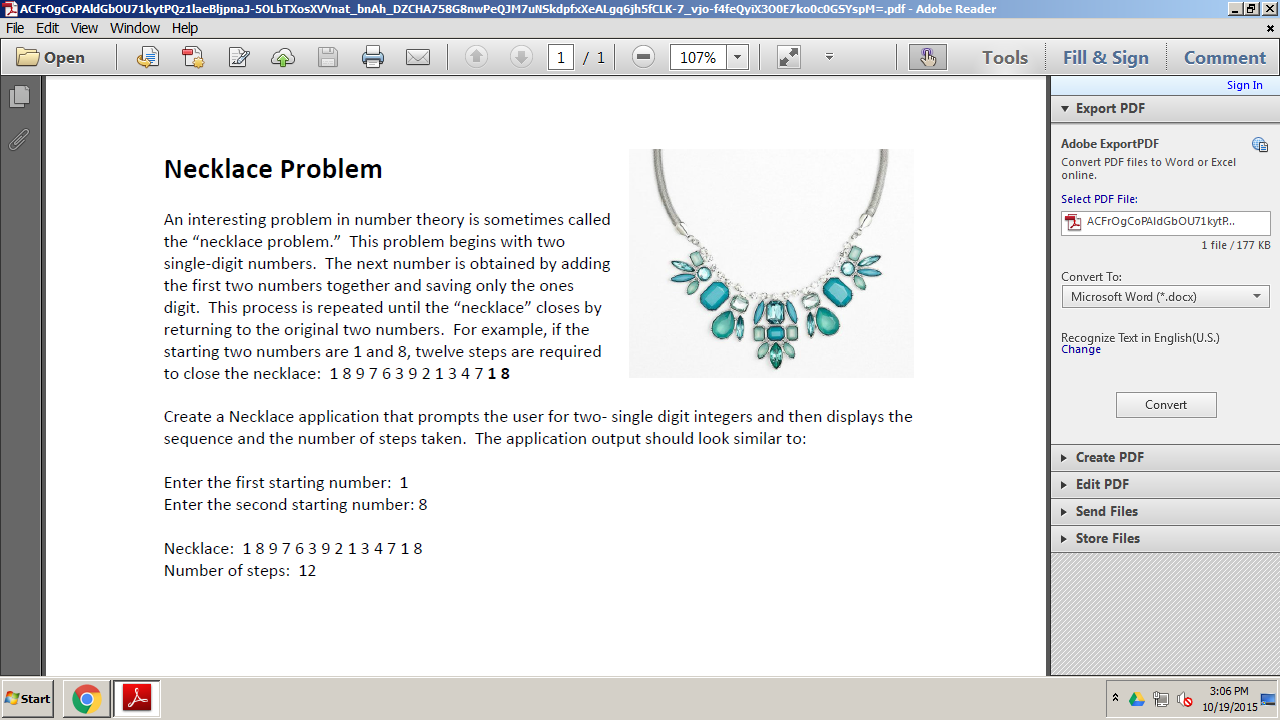 ACFrOgCoPAldGbOU71kytPQz1laeBljpnaJ-5OLbTXosXVVnat_bnAh_DZCHA758G8nwPeQJM7uNSkdpfxXeALgq6jh5fCLK-7_vjo-f4feQyiX3O0E7ko0c0GSYspM=.pdf - Adobe Reader
File Edit View Window Help
Open 1 / 1 107% Tools Fill & Sign Comment
Sign In
Export PDF
Adobe ExportPDF
Convert PDF files to Word or Excel
online.
Select PDF File:
ACFrOgCoPAldGbOU71kytP...
1 file / 177 KB
Convert To:
Microsoft Word (*.docx)
Recognize Text in English(U.S.)
Change
Convert
Create PDF
Edit PDF
Send Files
Store Files
Necklace Problem
An interesting problem in number theory is sometimes called
the “necklace problem.” This problem begins with two
single-digit numbers. The next number is obtained by adding
the first two numbers together and saving only the ones
digit. This process is repeated until the “necklace” closes by
returning to the original two numbers. For example, if the
starting two numbers are 1 and 8, twelve steps are required
to close the necklace: 1 8 9 7 6 3 9 2 1 3 4 7 1 8
Create a Necklace application that prompts the user for two- single digit integers and then displays the
sequence and the number of steps taken. The application output should look similar to:
Enter the first starting number: 1
Enter the second starting number: 8
Necklace: 1 8 9 7 6 3 9 2 1 3 4 7 1 8
Number of steps: 12
Start
3:06 PM
10/19/2015